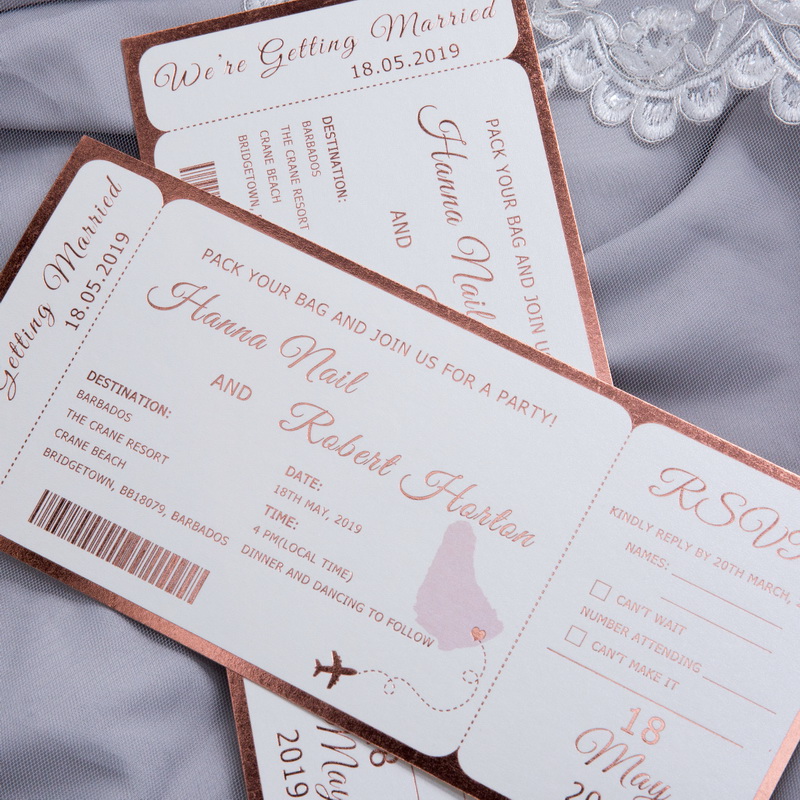 We're Getting Married
18.05.2019
PACK YOUR BAG AND JOIN US
Hanna Nail
AND
DESTINATION:
BARBADOS
THE CRANE RESORT
CRANE BEACH
BRIDGETOWN,
Getting Married
18.05.2019
PACK YOUR BAG AND JOIN US FOR A PARTY!
Hanna Nail
AND
Robert Horton
DESTINATION:
BARBADOS
THE CRANE RESORT
CRANE BEACH
BRIDGETOWN, BB18079, BARBADOS
DATE:
18TH MAY, 2019
TIME:
4 PM(LOCAL TIME)
DINNER AND DANCING TO FOLLOW
RSVP
KINDLY REPLY BY 20TH MARCH,
NAMES:
CAN'T WAIT
NUMBER ATTENDING
CAN'T MAKE IT
18
May
May
2019